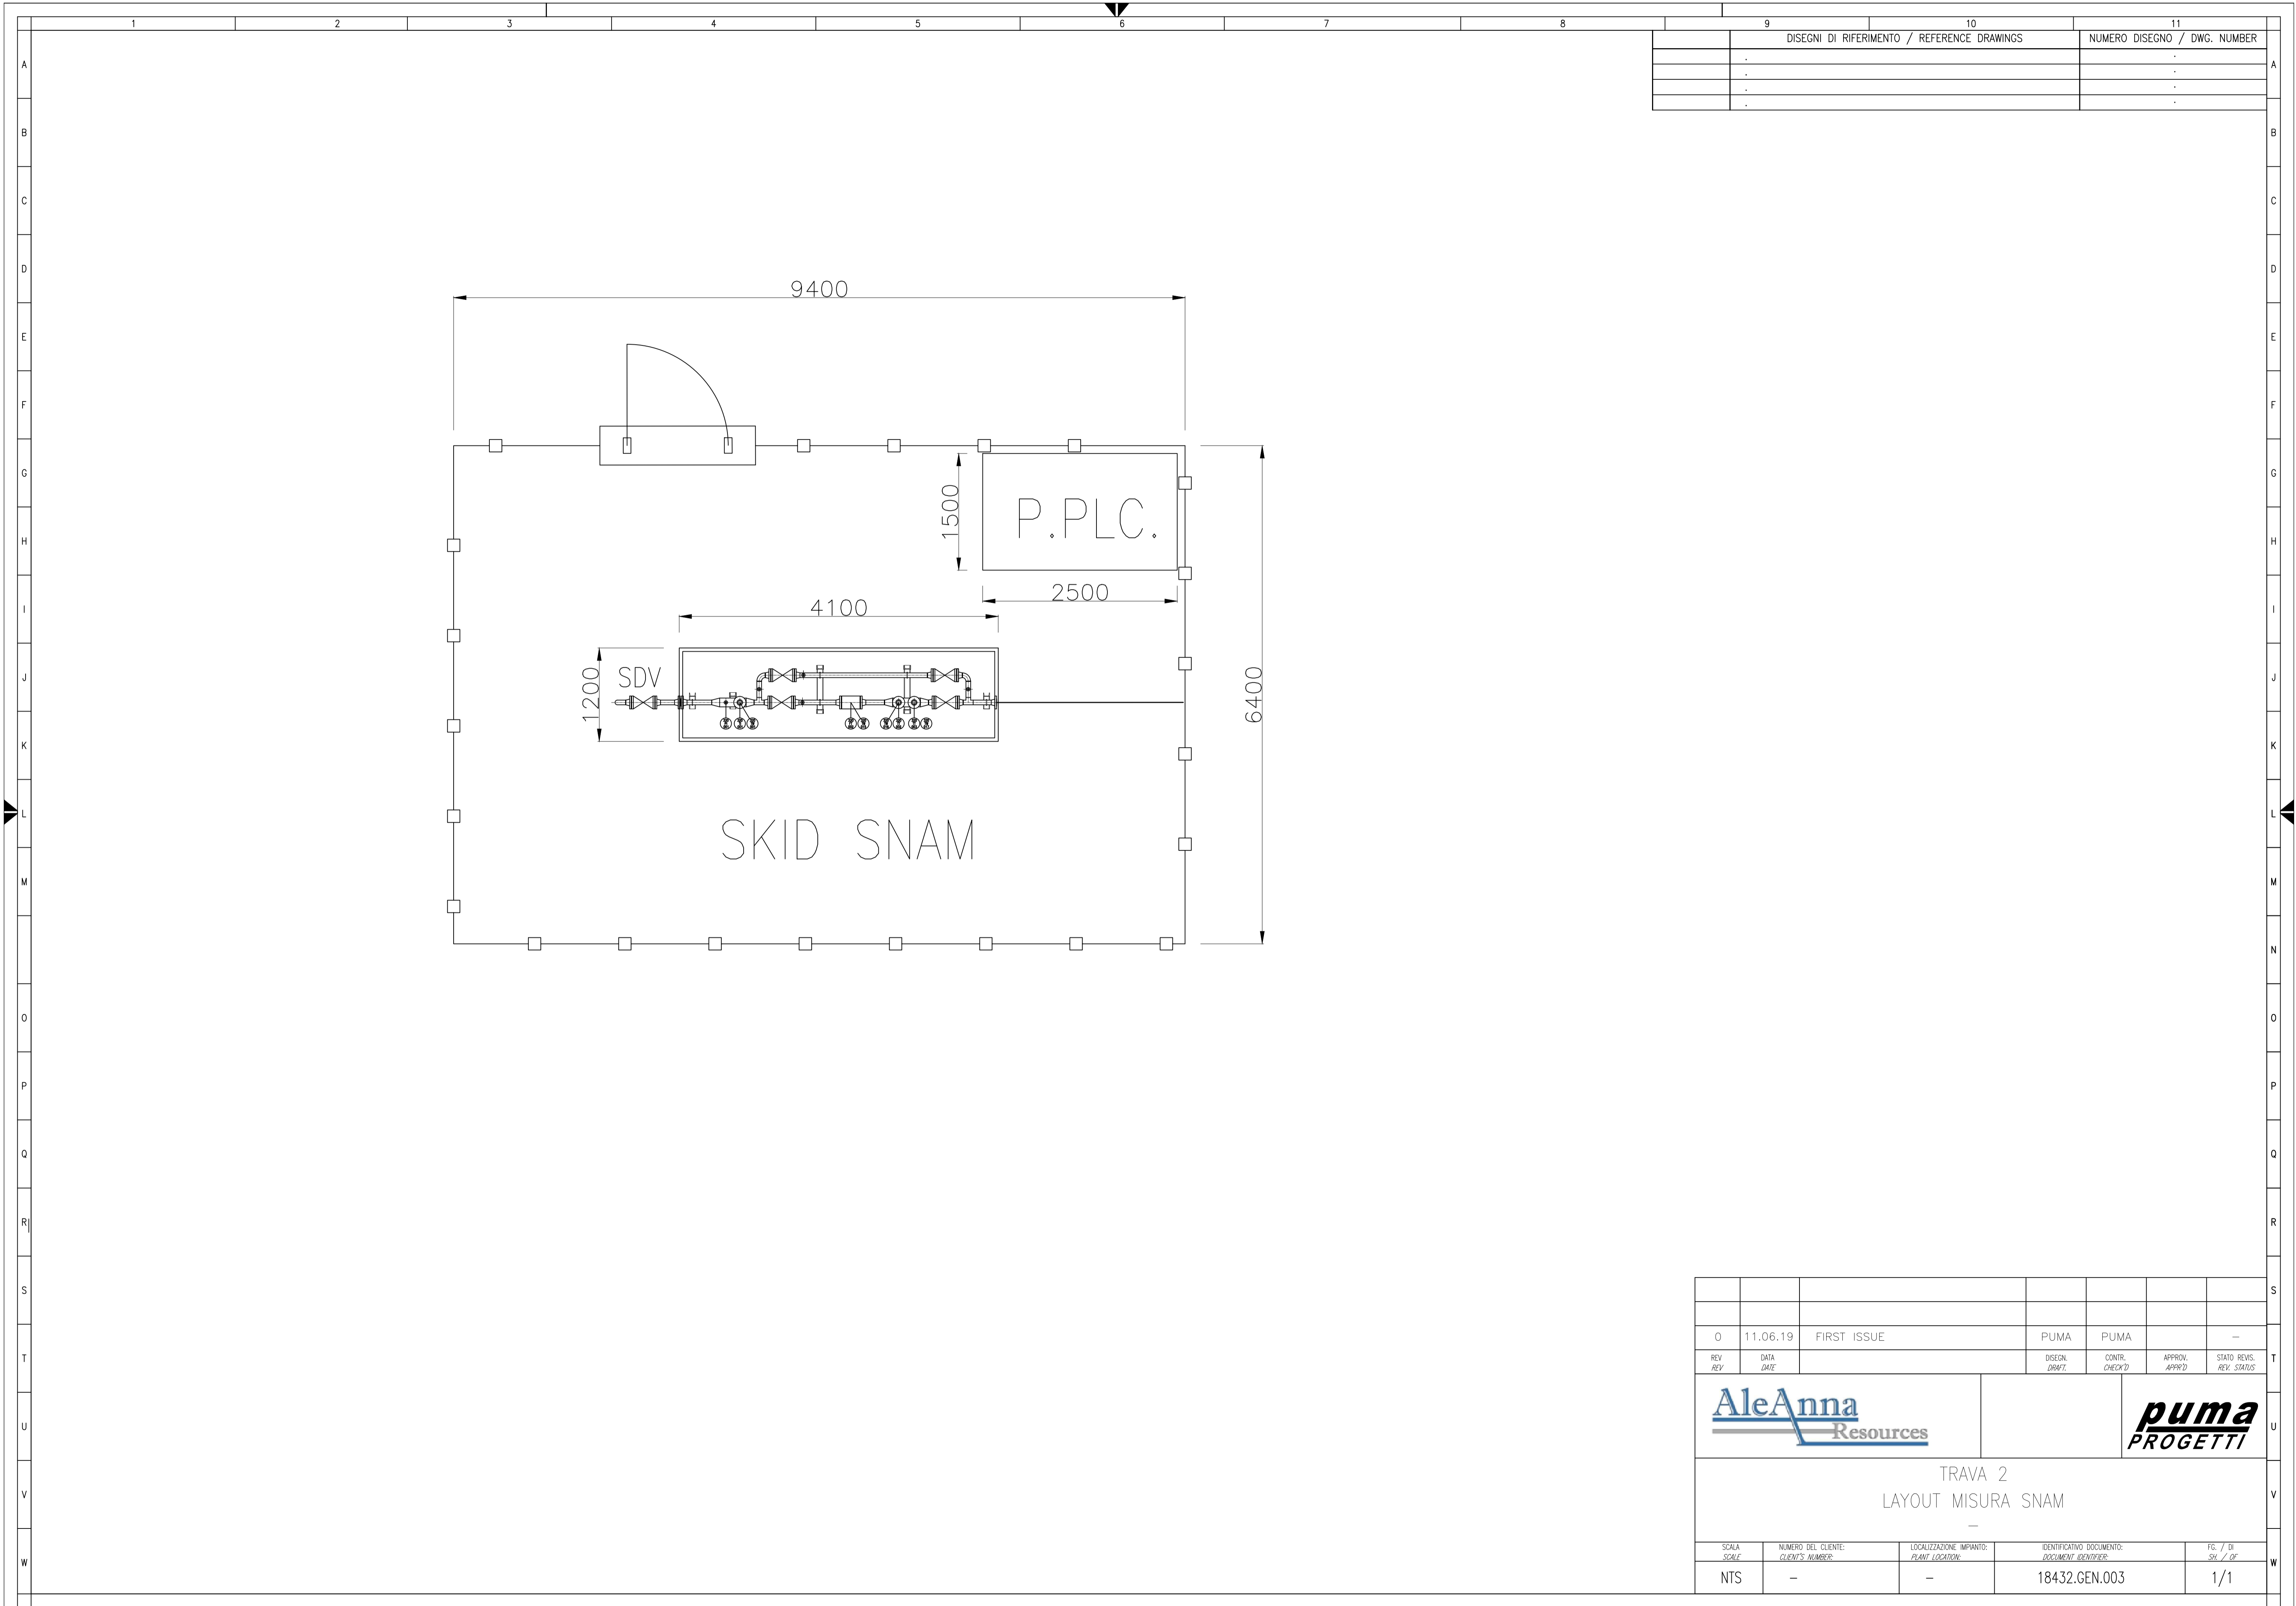 1 2 3 4 5 6 7 8 9 10 11
DISEGNI DI RIFERIMENTO / REFERENCE DRAWINGS NUMERO DISEGNO / DWG. NUMBER
. .
. .
. .
. .
A A
B B
C C
D D
E E
F F
G G
H H
I I
J J
K K
L L
M M
N
O O
P P
Q Q
R R
S S
T T
U U
V V
W W
9400
1500
P.PLC.
2500
4100
1200
SDV
6400
SKID SNAM
0 11.06.19 FIRST ISSUE PUMA PUMA –
REV DATA DISEGN. CONTR. APPROV. STATO REVIS.
REV DATE DRAFT. CHECK'D APPR'D REV. STATUS
AleAnna
Resources
puma
PROGETTI
TRAVA 2
LAYOUT MISURA SNAM
–
SCALA NUMERO DEL CLIENTE: LOCALIZZAZIONE IMPIANTO: IDENTIFICATIVO DOCUMENTO: FG. / DI
SCALE CLIENT'S NUMBER: PLANT LOCATION: DOCUMENT IDENTIFIER: SH. / OF
NTS – – 18432.GEN.003 1/1